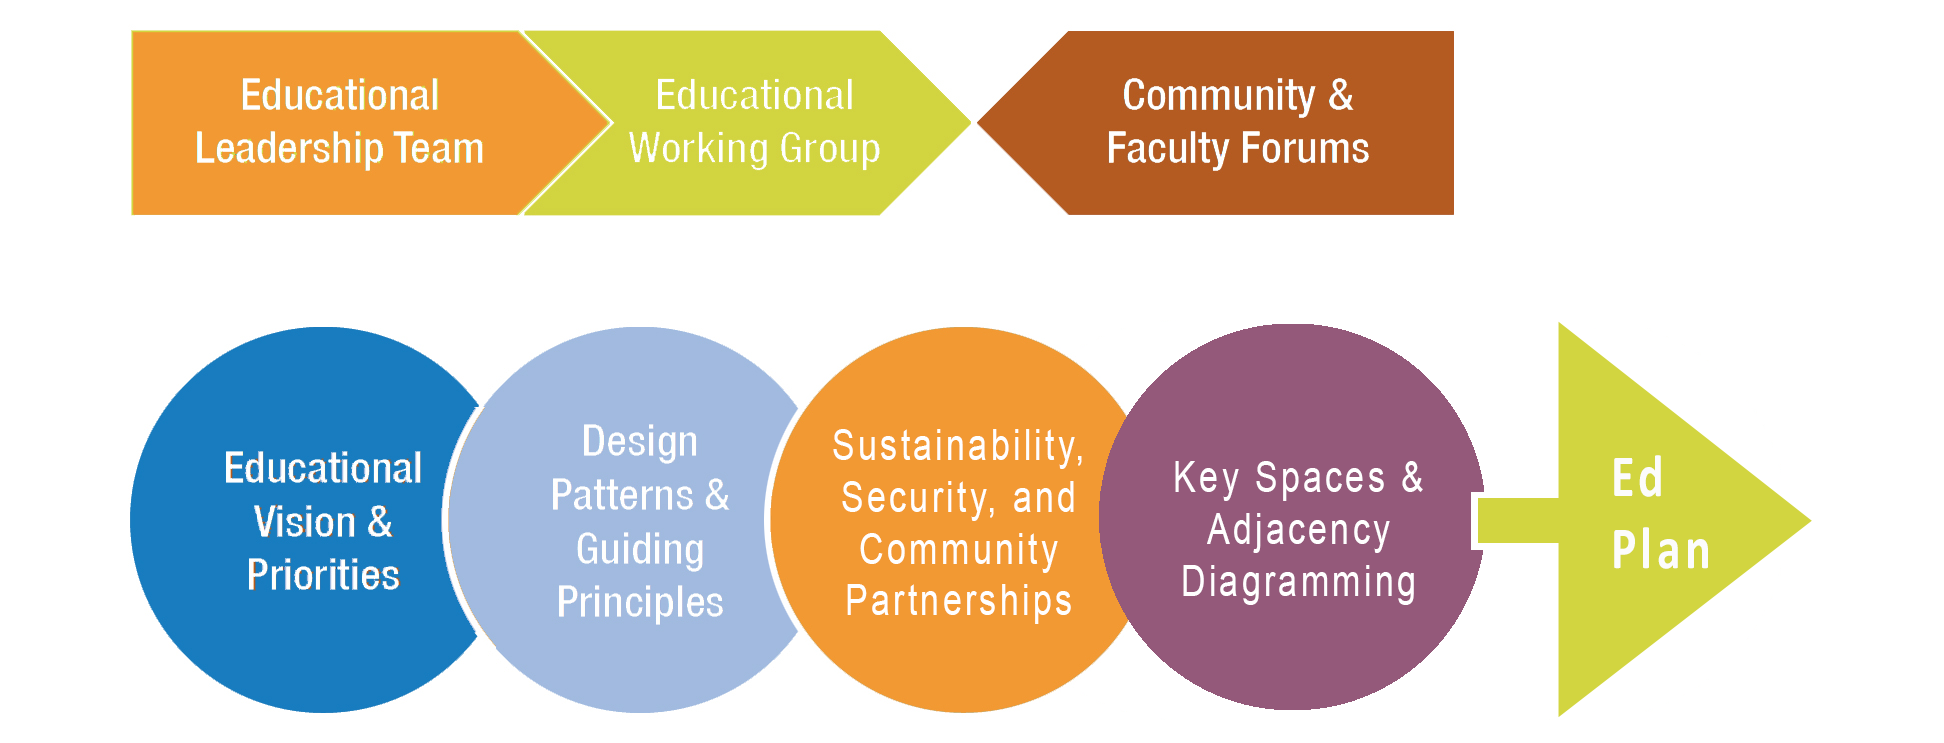 Educational
Leadership Team
Educational
Working Group
Community &
Faculty Forums
Educational
Vision &
Priorities
Design
Patterns &
Guiding
Principles
Sustainability,
Security, and
Community
Partnerships
Key Spaces &
Adjacency
Diagramming
Ed
Plan